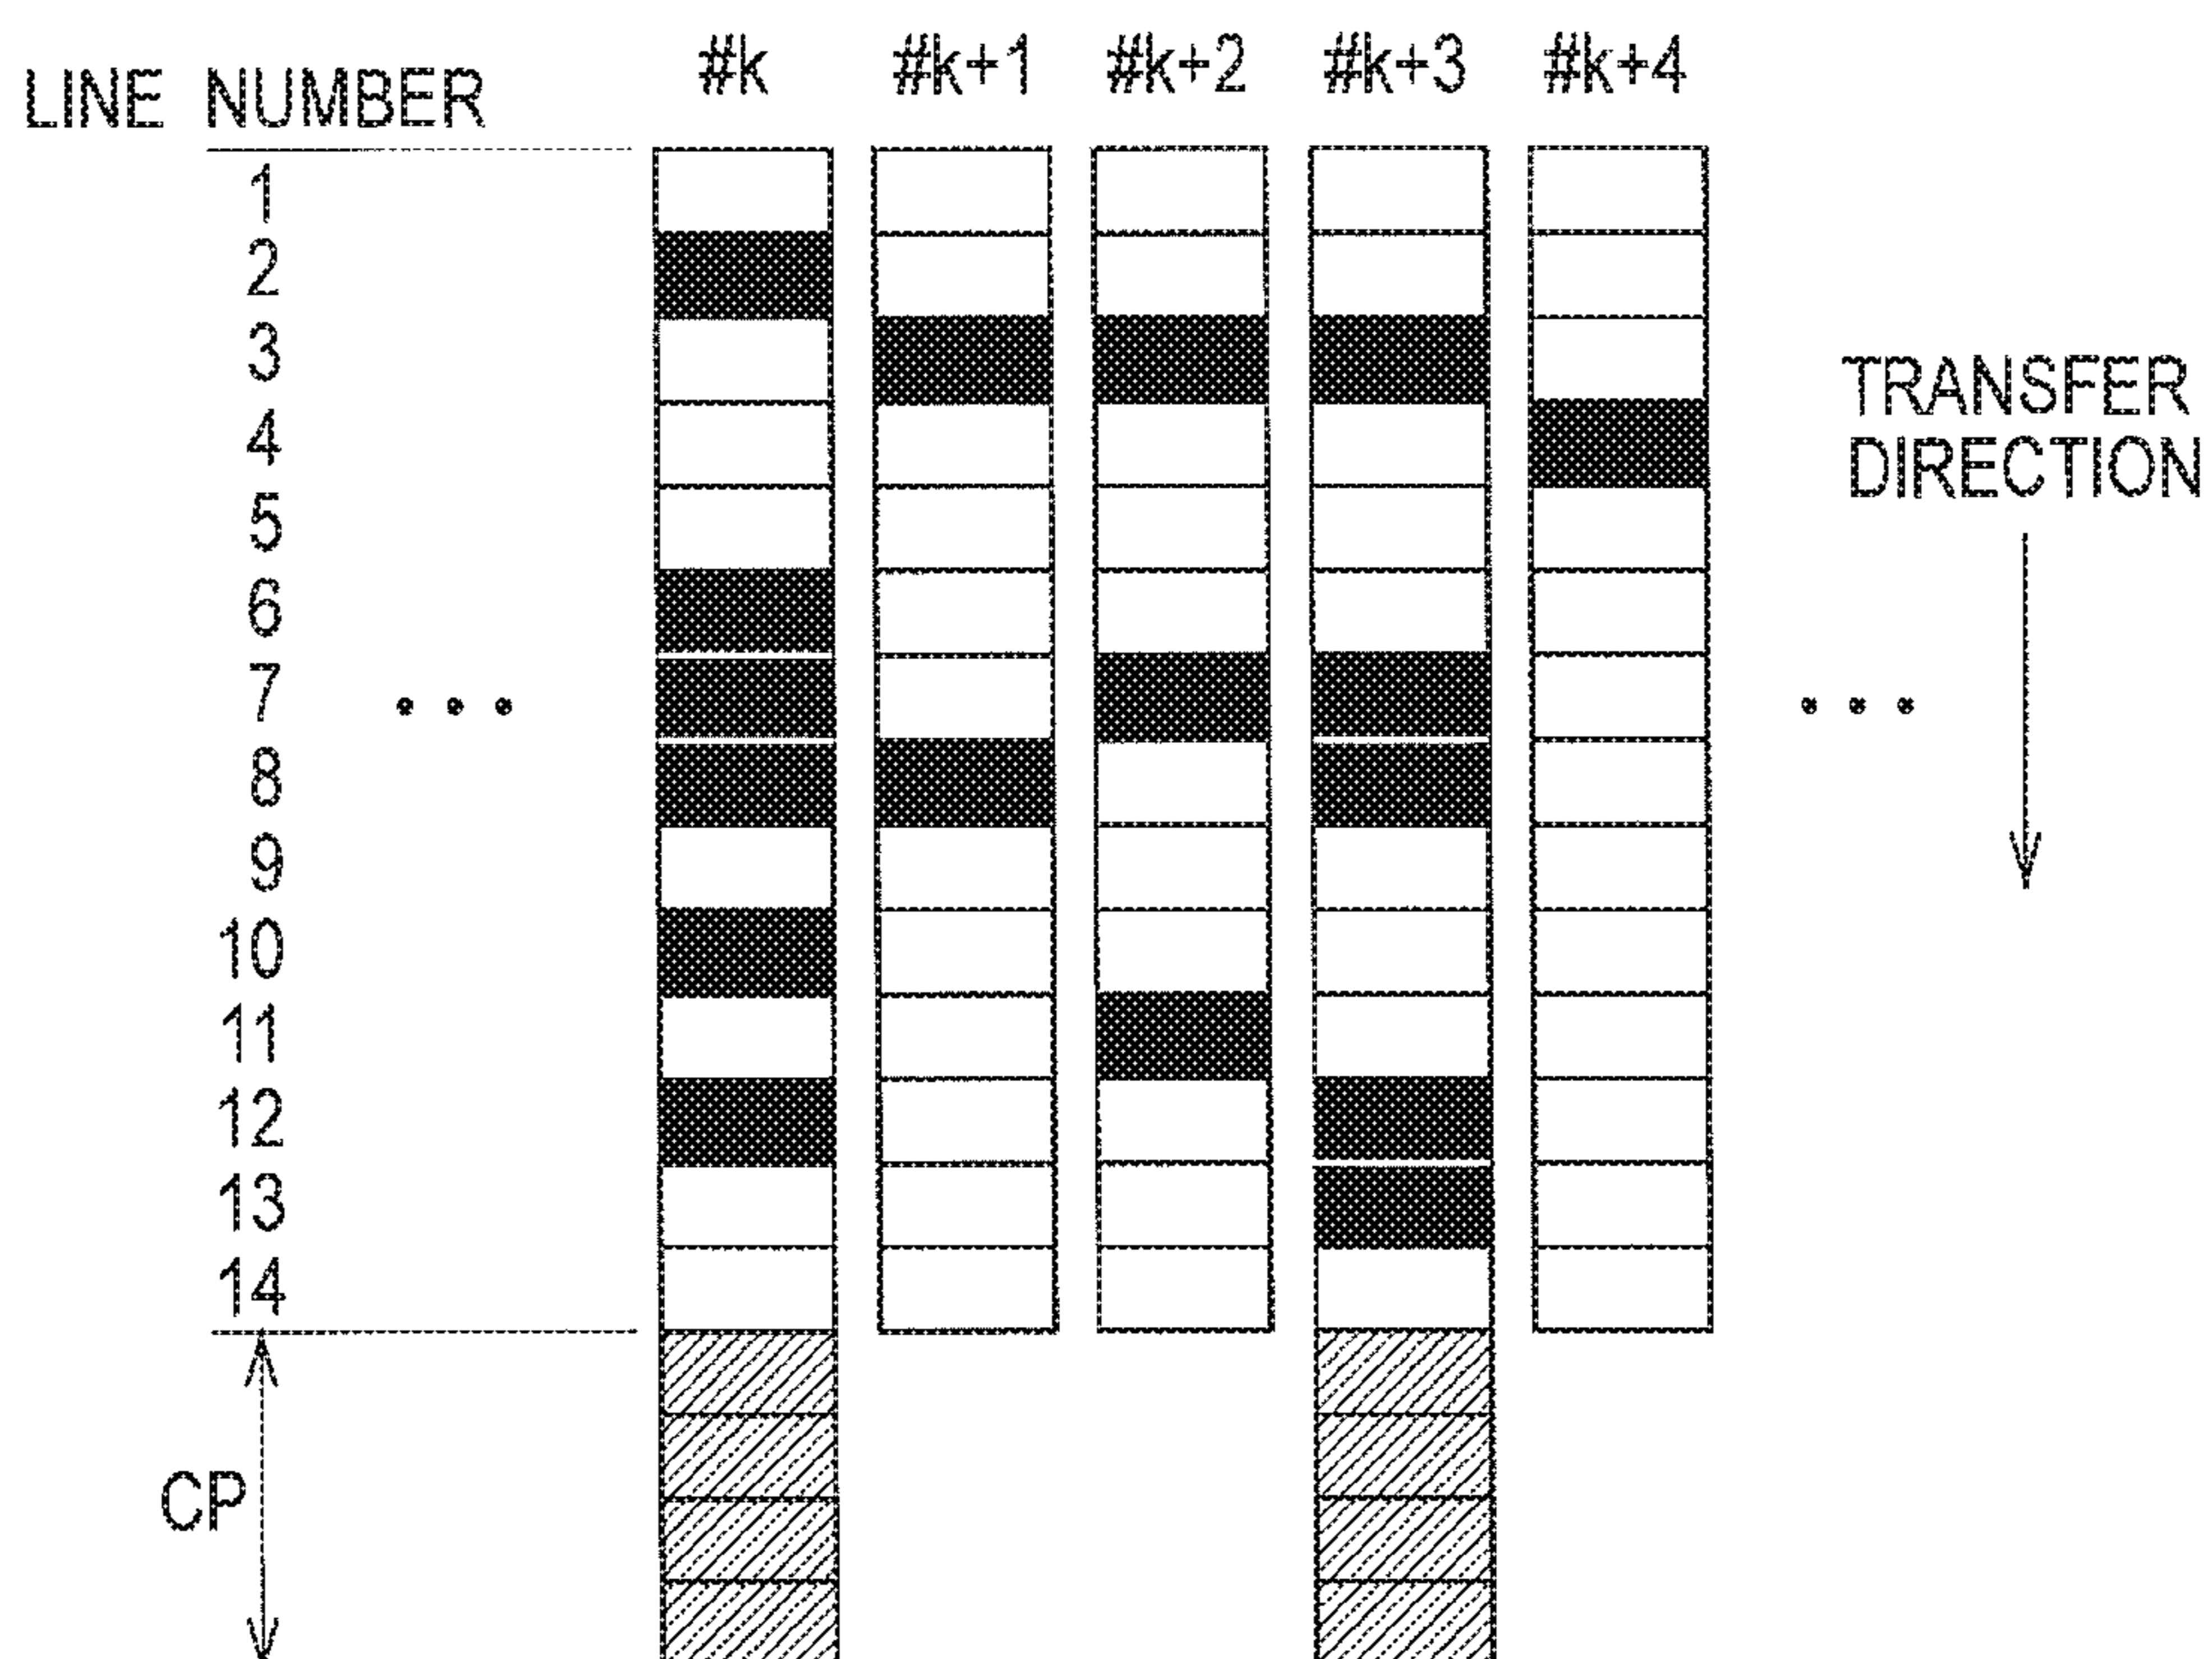 #k #k+1 #k+2 #k+3 #k+4
LINE NUMBER
1
2
3
4
5
6
7 ... ...
8
9
10
11
12
13
14
TRANSFER
DIRECTION
CP